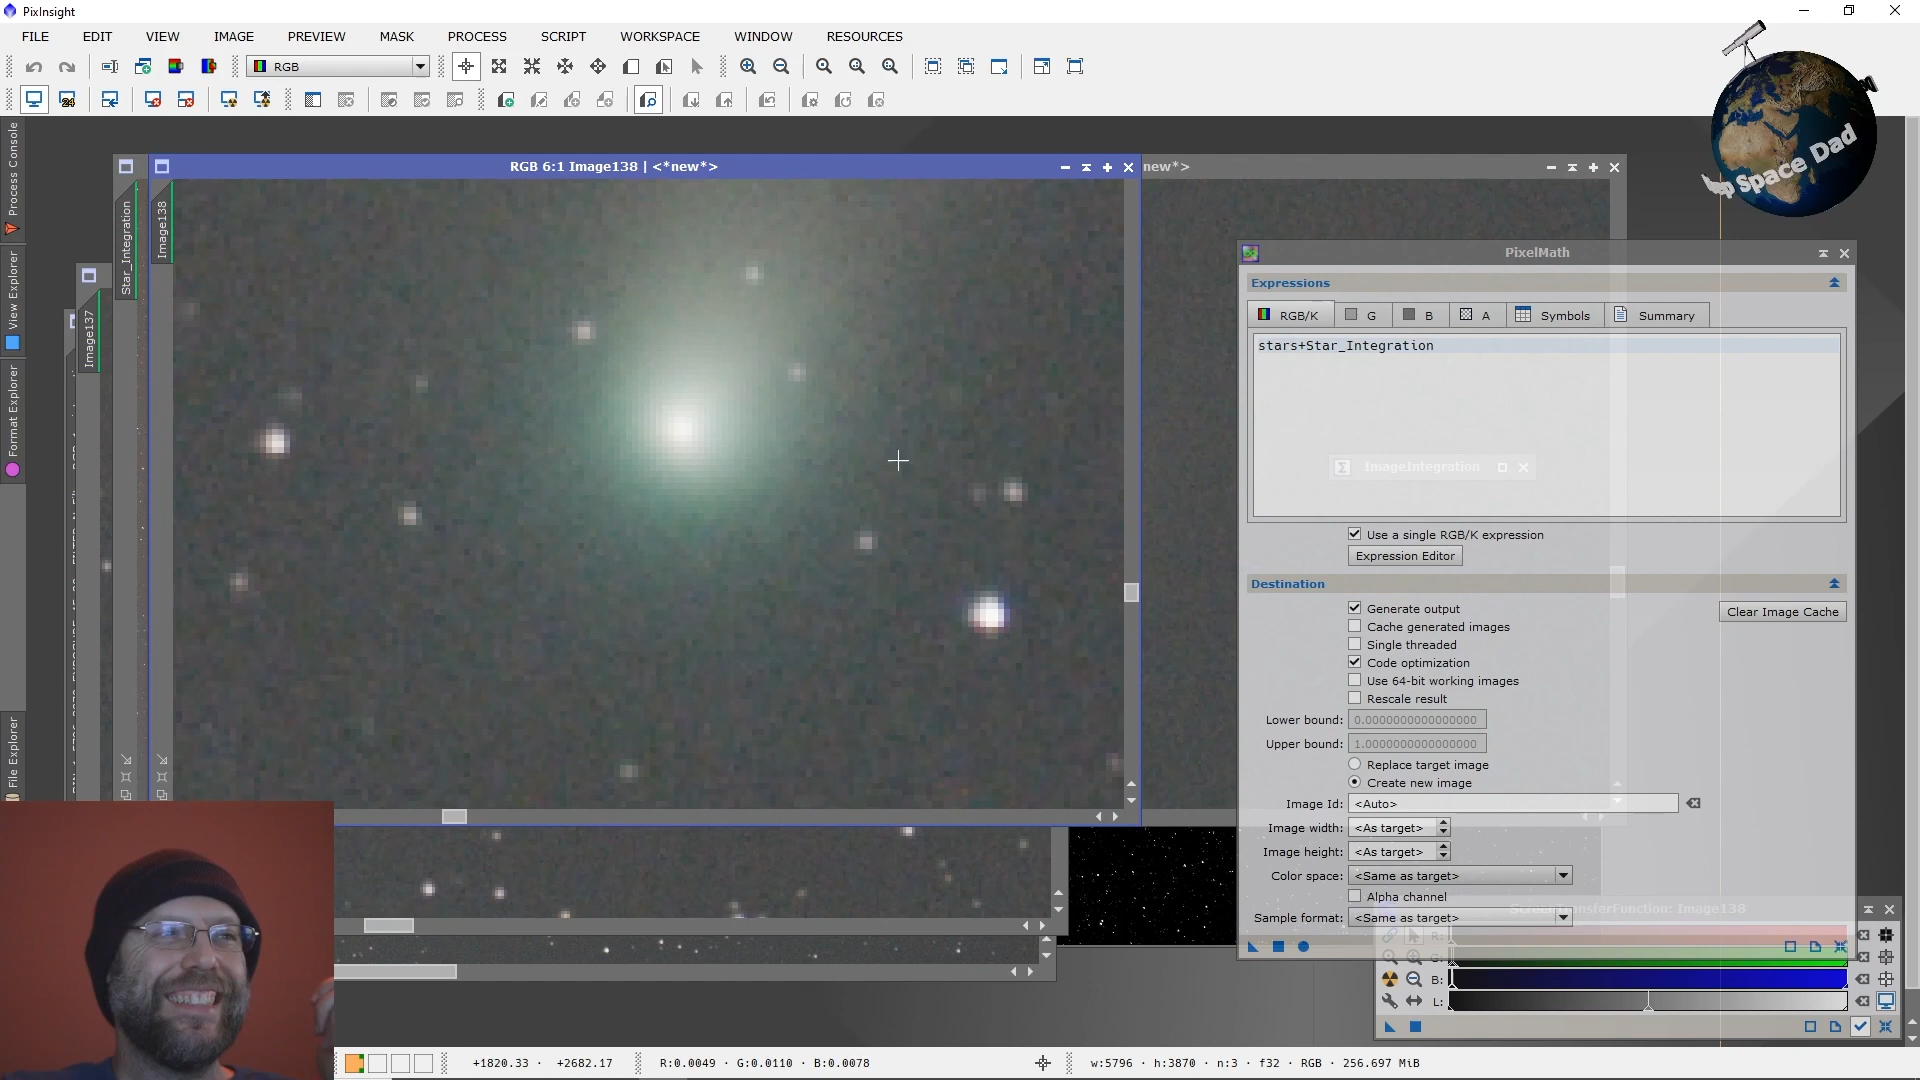 PixInsight
FILE EDIT VIEW IMAGE PREVIEW MASK PROCESS SCRIPT WORKSPACE WINDOW RESOURCES
RGB
24
Space Dad
Process Console
View Explorer
Format Explorer
File Explorer
Image137
Star_Integration
Image138
RGB 6:1 Image138 | <*new*>
new*>
PixelMath
Expressions
RGB/K G B A Symbols Summary
stars+Star_Integration
ImageIntegration
Use a single RGB/K expression
Expression Editor
Destination
Generate output
Clear Image Cache
Cache generated images
Single threaded
Code optimization
Use 64-bit working images
Rescale result
Lower bound: 0.0000000000000000
Upper bound: 1.0000000000000000
Replace target image
Create new image
Image Id: <Auto>
Image width: <As target>
Image height: <As target>
Color space: <Same as target>
Alpha channel
Sample format: <Same as target>
ScreenTransferFunction: Image138
R:
G:
B:
L:
+1820.33 · +2682.17
R:0.0049 · G:0.0110 · B:0.0078
w:5796 · h:3870 · n:3 · f32 · RGB · 256.697 MiB